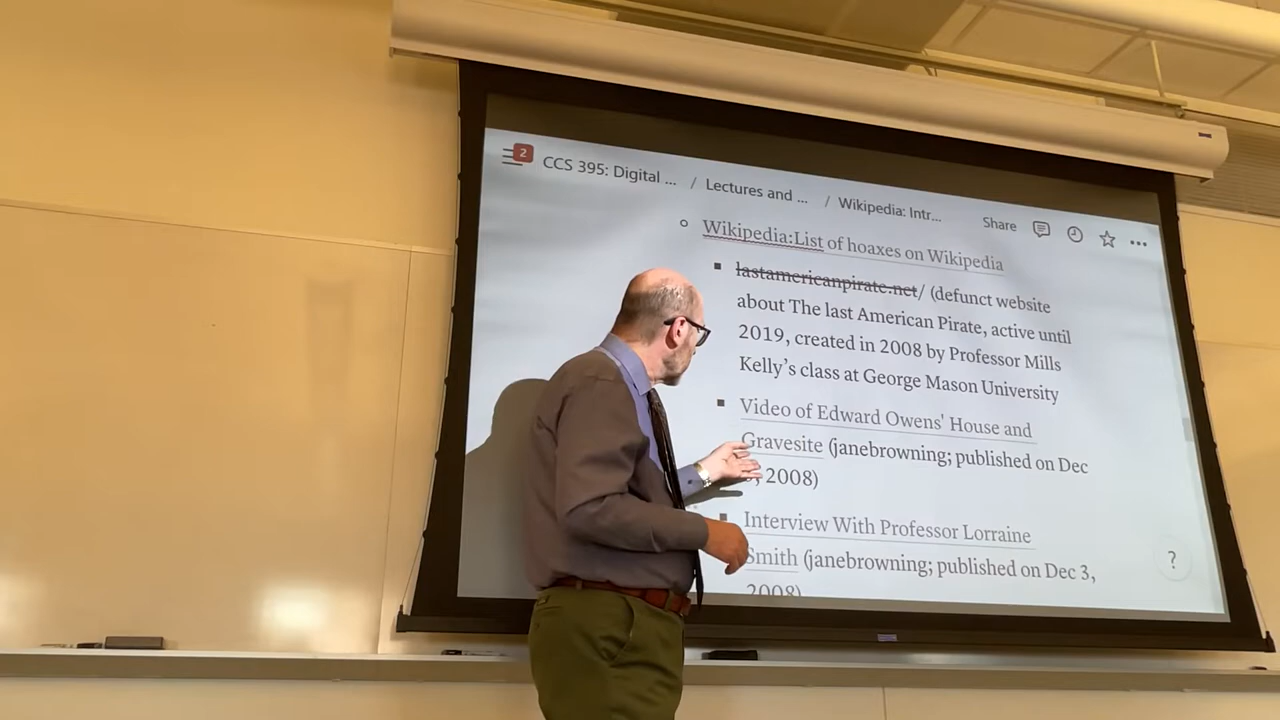 2
CCS 395: Digital ... / Lectures and ... / Wikipedia: Intr...
Share
Wikipedia:List of hoaxes on Wikipedia
lastamericanpirate.net/ (defunct website
about The last American Pirate, active until
2019, created in 2008 by Professor Mills
Kelly's class at George Mason University
Video of Edward Owens' House and
Gravesite (janebrowning; published on Dec
, 2008)
Interview With Professor Lorraine
Smith (janebrowning; published on Dec 3,
2008)
?